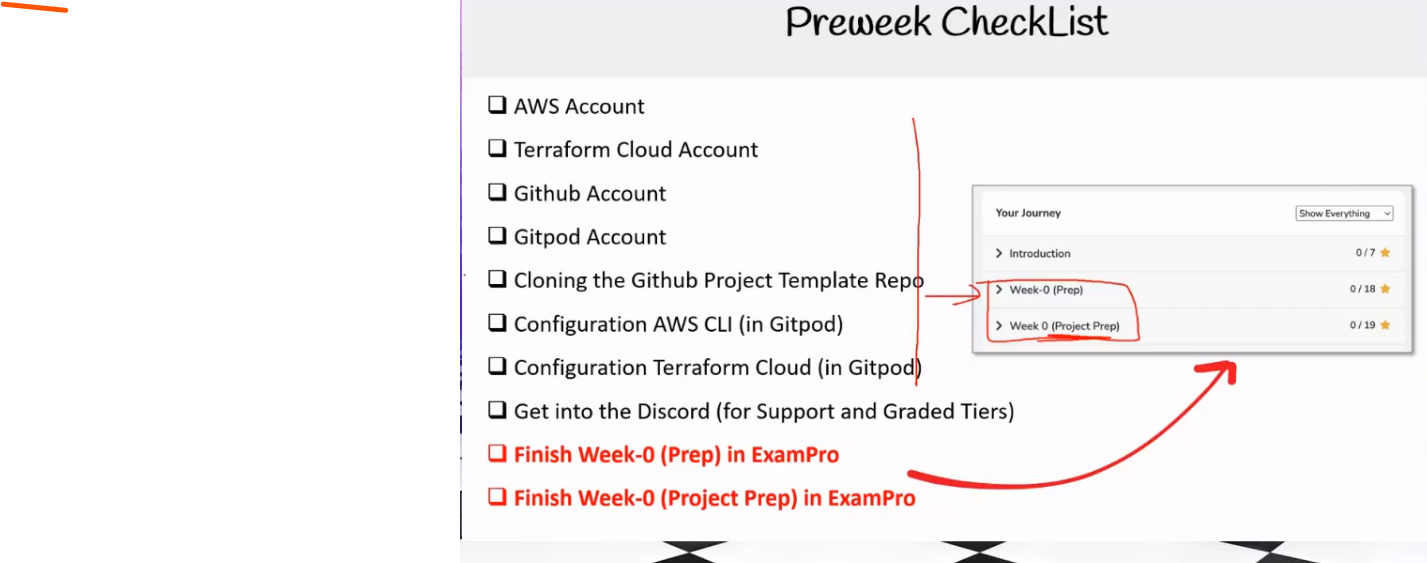 Preweek CheckList
AWS Account
Terraform Cloud Account
Github Account
Gitpod Account
Cloning the Github Project Template Repo
Configuration AWS CLI (in Gitpod)
Configuration Terraform Cloud (in Gitpod)
Get into the Discord (for Support and Graded Tiers)
Finish Week-0 (Prep) in ExamPro
Finish Week-0 (Project Prep) in ExamPro
Your Journey
Show Everything
Introduction 0 / 7
Week-0 (Prep) 0 / 18
Week 0 (Project Prep) 0 / 19